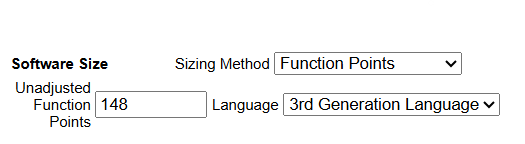 Software Size Sizing Method Function Points
Unadjusted
Function 148 Language 3rd Generation Language
Points